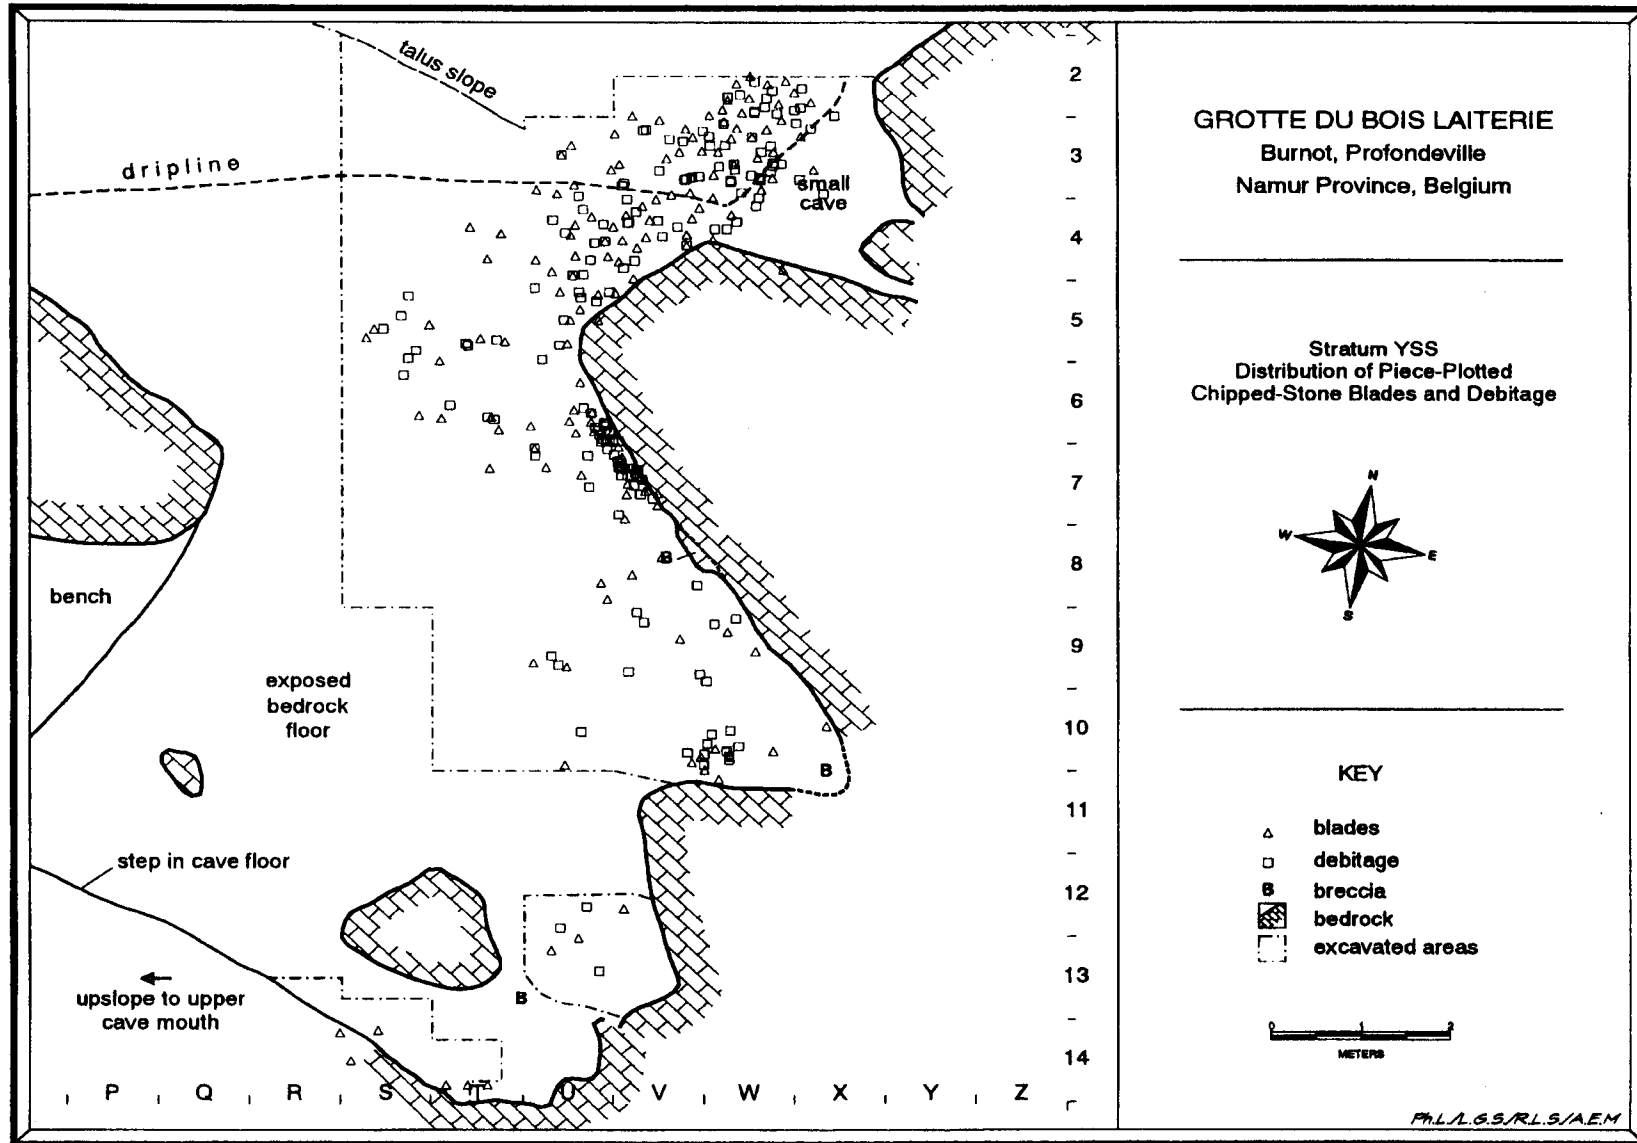 talus slope
dripline
small
cave
bench
exposed
bedrock
floor
step in cave floor
upslope to upper
cave mouth
B
B
B
P Q R S T U V W X Y Z
2
3
4
5
6
7
8
9
10
11
12
13
14
GROTTE DU BOIS LAITERIE
Burnot, Profondeville
Namur Province, Belgium
Stratum YSS
Distribution of Piece-Plotted
Chipped-Stone Blades and Debitage
N
W
E
S
KEY
blades
debitage
B breccia
bedrock
excavated areas
0 1 2
METERS
Ph.L./L.G.S./R.L.S./A.E.M